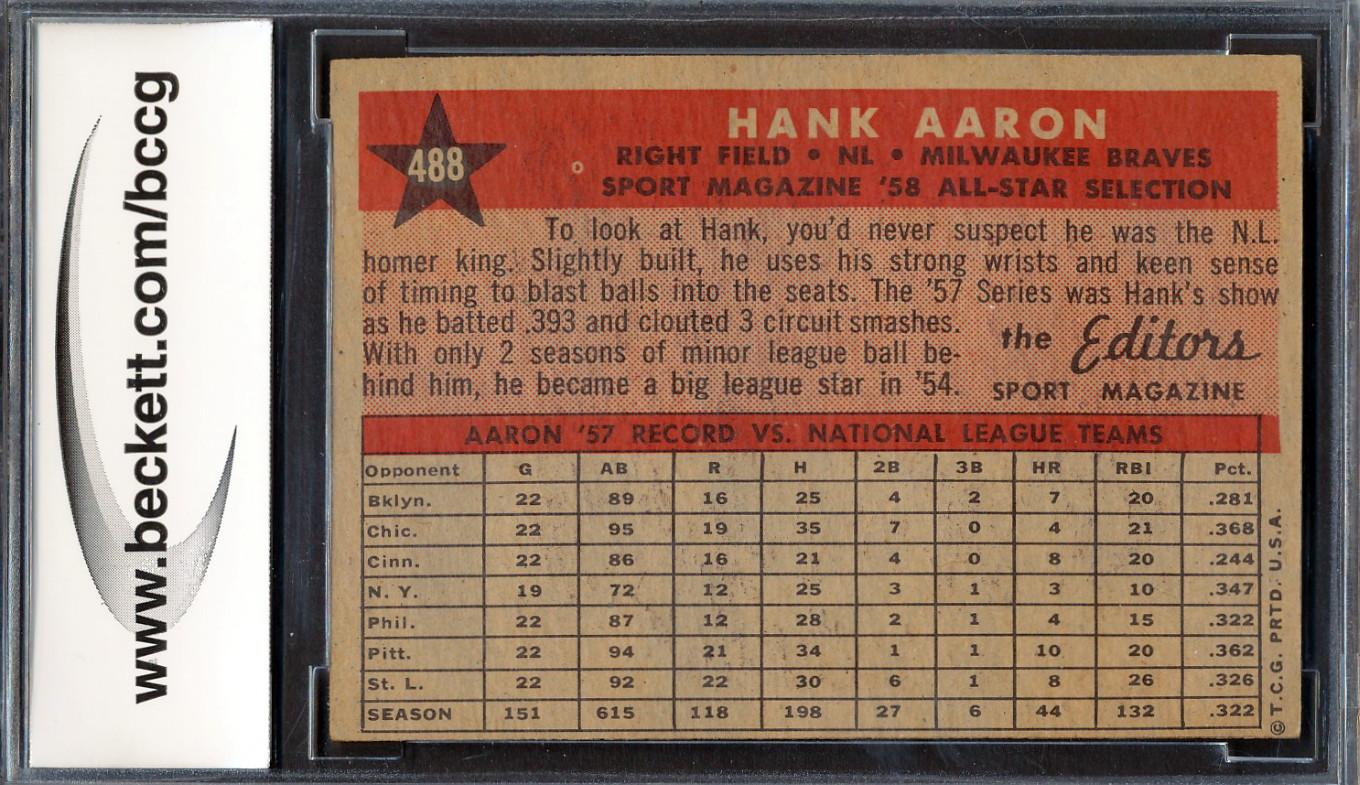 www.beckett.com/bccg
488
HANK AARON
RIGHT FIELD • NL • MILWAUKEE BRAVES
SPORT MAGAZINE '58 ALL-STAR SELECTION
To look at Hank, you'd never suspect he was the N.L.
homer king. Slightly built, he uses his strong wrists and keen sense
of timing to blast balls into the seats. The '57 Series was Hank's show
as he batted .393 and clouted 3 circuit smashes.
With only 2 seasons of minor league ball be-
hind him, he became a big league star in '54.
the Editors
SPORT MAGAZINE
AARON '57 RECORD VS. NATIONAL LEAGUE TEAMS
Opponent G AB R H 2B 3B HR RBI Pct.
Bklyn. 22 89 16 25 4 2 7 20 .281
Chic. 22 95 19 35 7 0 4 21 .368
Cinn. 22 86 16 21 4 0 8 20 .244
N. Y. 19 72 12 25 3 1 3 10 .347
Phil. 22 87 12 28 2 1 4 15 .322
Pitt. 22 94 21 34 1 1 10 20 .362
St. L. 22 92 22 30 6 1 8 26 .326
SEASON 151 615 118 198 27 6 44 132 .322
© T.C.G. PRTD. U.S.A.